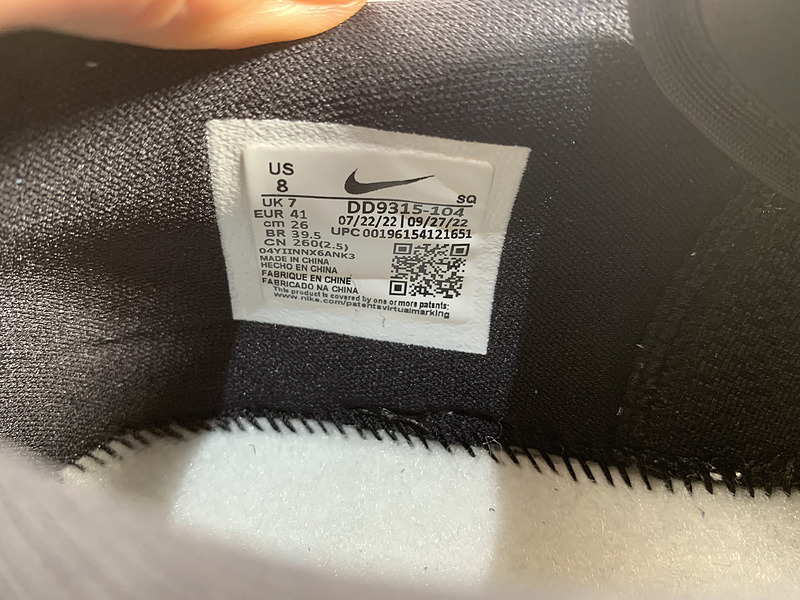 US
8
SQ
UK 7
DD9315-104
EUR 41
07/22/22 | 09/27/22
cm 26
UPC 00196154121651
BR 39.5
CN 260(2.5)
04YIINNX6ANK3
MADE IN CHINA
HECHO EN CHINA
FABRIQUE EN CHINE
FABRICADO NA CHINA
This product is covered by one or more patents;
www.nike.com/patentsvirtualmarking